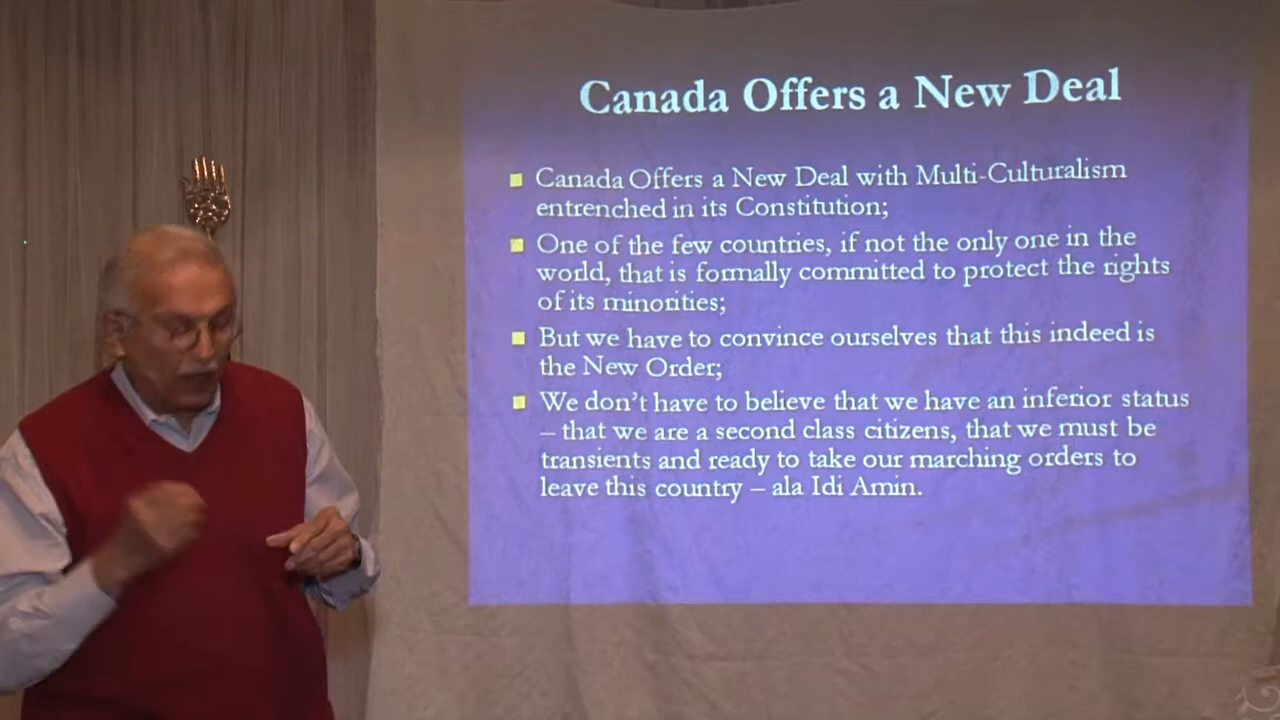 Canada Offers a New Deal
Canada Offers a New Deal with Multi-Culturalism
entrenched in its Constitution;
One of the few countries, if not the only one in the
world, that is formally committed to protect the rights
of its minorities;
But we have to convince ourselves that this indeed is
the New Order;
We don't have to believe that we have an inferior status
– that we are a second class citizens, that we must be
transients and ready to take our marching orders to
leave this country – ala Idi Amin.